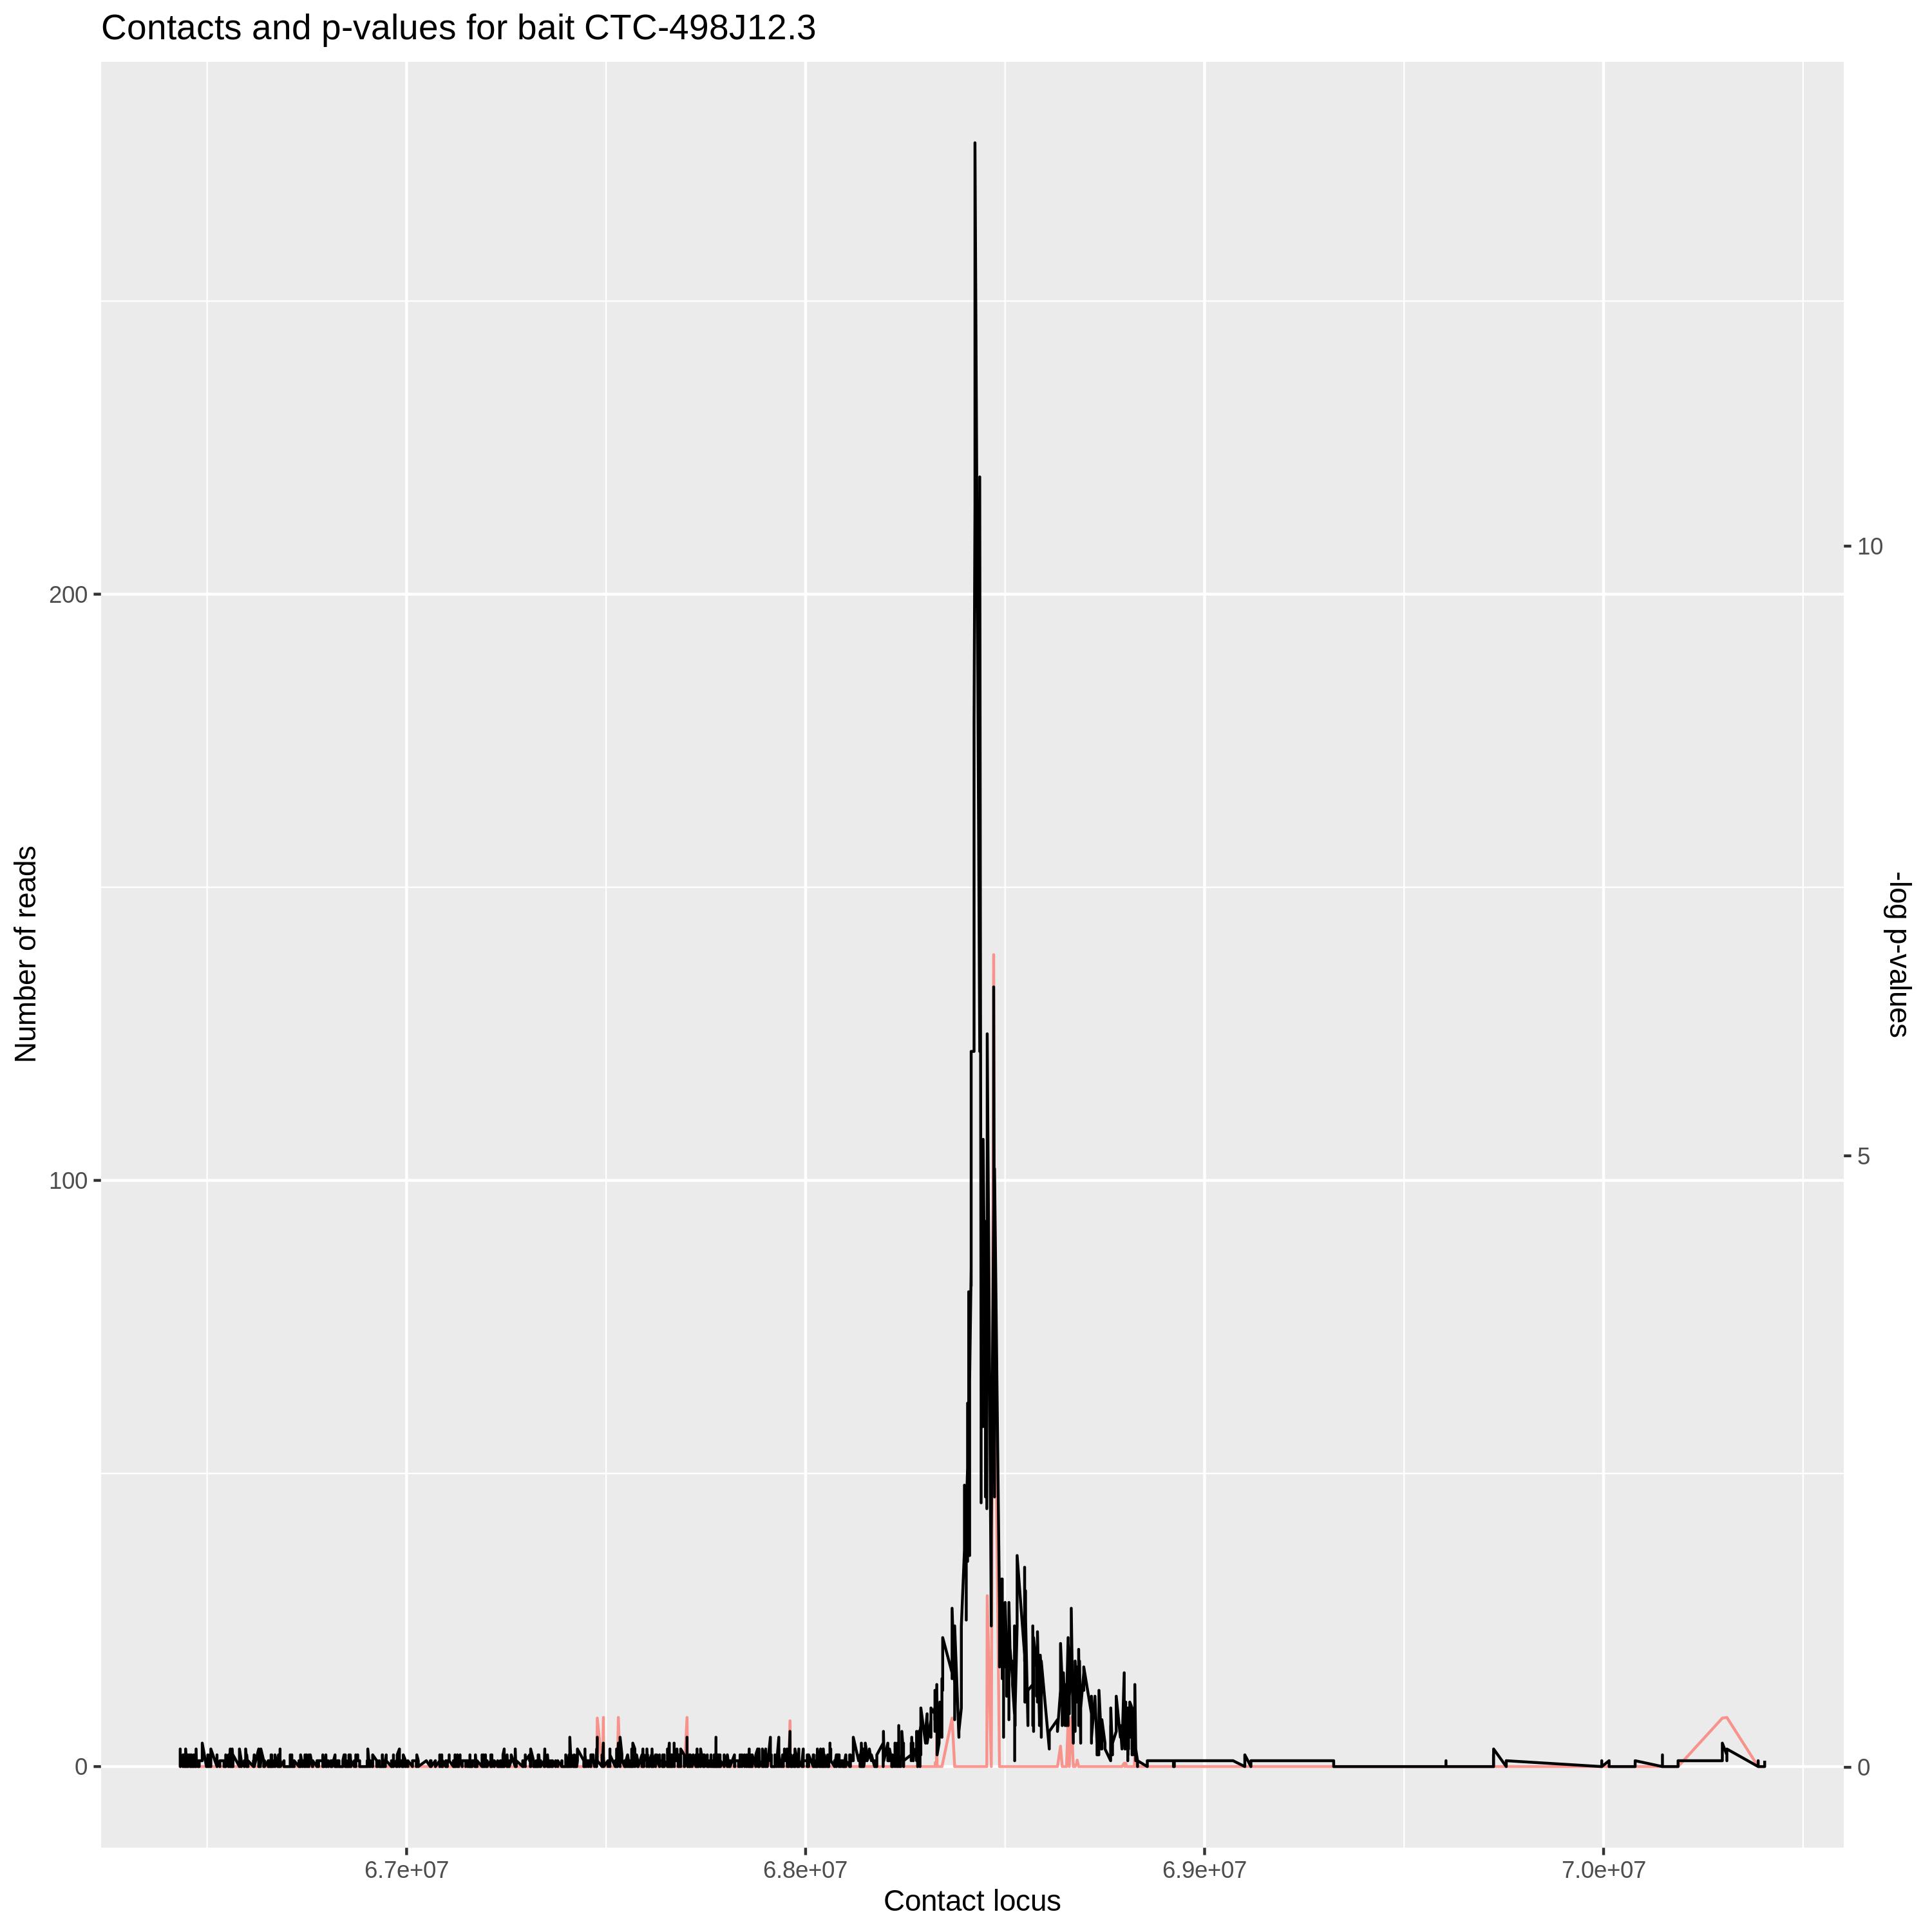 Contacts and p-values for bait CTC-498J12.3
200
100
0
10
5
0
Number of reads
-log p-values
6.7e+07
6.8e+07
6.9e+07
7.0e+07
Contact locus